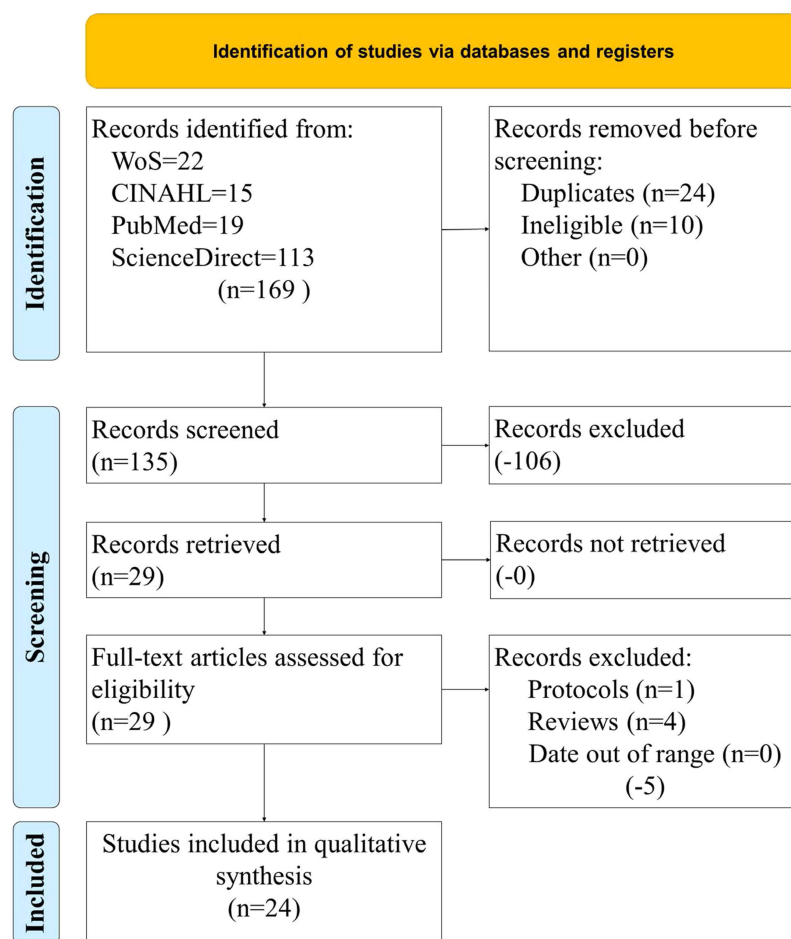 Identification of studies via databases and registers
Identification
Records identified from:
WoS=22
CINAHL=15
PubMed=19
ScienceDirect=113
(n=169 )
Records removed before
screening:
Duplicates (n=24)
Ineligible (n=10)
Other (n=0)
Screening
Records screened
(n=135)
Records excluded
(-106)
Records retrieved
(n=29)
Records not retrieved
(-0)
Full-text articles assessed for
eligibility
(n=29 )
Records excluded:
Protocols (n=1)
Reviews (n=4)
Date out of range (n=0)
(-5)
Included
Studies included in qualitative
synthesis
(n=24)